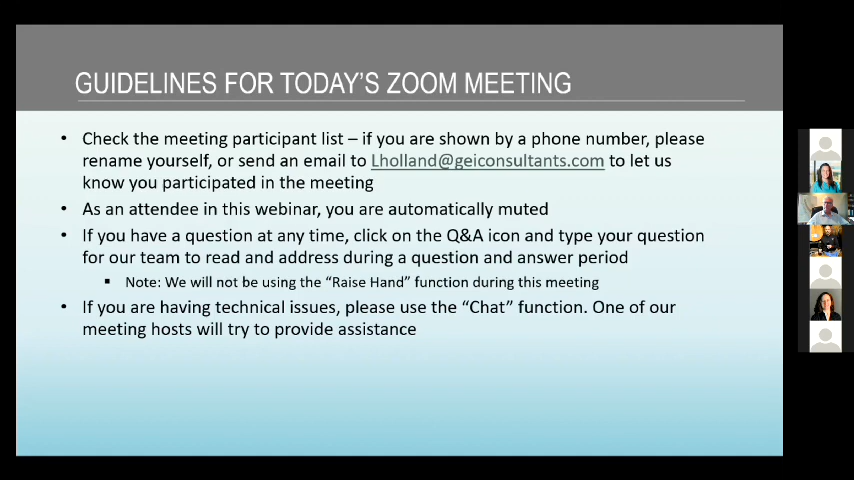 GUIDELINES FOR TODAY'S ZOOM MEETING
• Check the meeting participant list – if you are shown by a phone number, please
rename yourself, or send an email to Lholland@geiconsultants.com to let us
know you participated in the meeting
• As an attendee in this webinar, you are automatically muted
• If you have a question at any time, click on the Q&A icon and type your question
for our team to read and address during a question and answer period
▪ Note: We will not be using the “Raise Hand” function during this meeting
• If you are having technical issues, please use the “Chat” function. One of our
meeting hosts will try to provide assistance